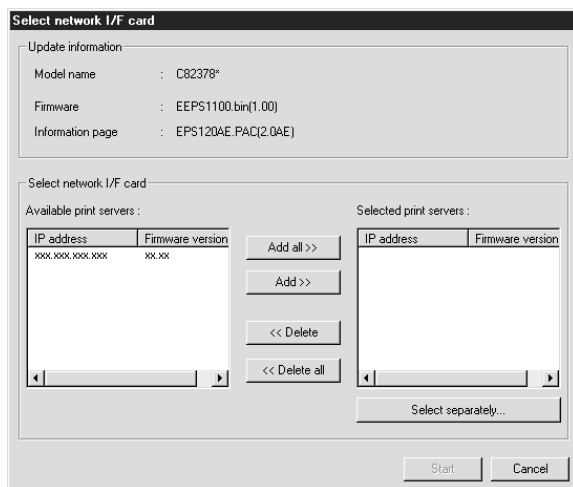 Select network I/F card
Update information
Model name : C82378*
Firmware : EEPS1100.bin(1.00)
Information page : EPS120AE.PAC(2.0AE)
Select network I/F card
Available print servers :
Selected print servers :
IP address Firmware version
xxx.xxx.xxx.xxx xx.xx
Add all >>
Add >>
<< Delete
<< Delete all
IP address Firmware version
Select separately...
Start Cancel